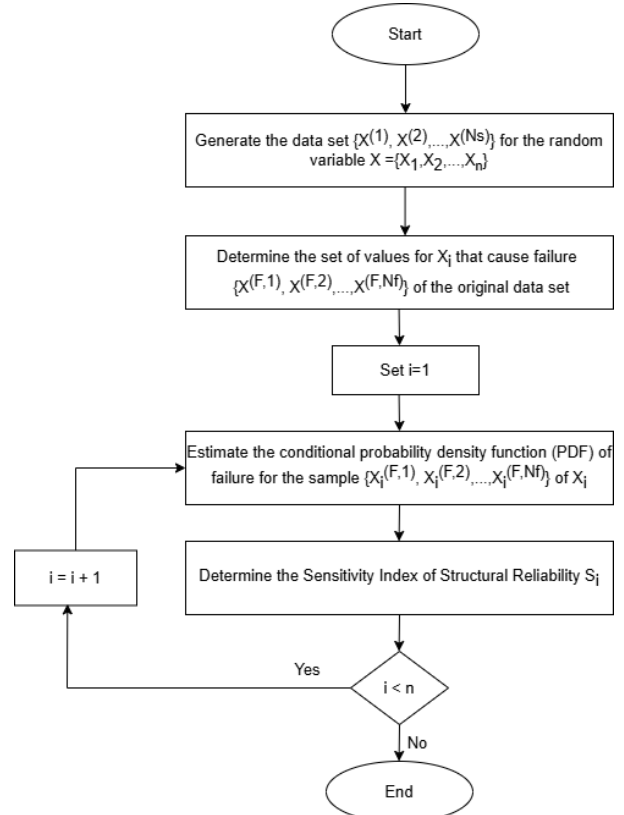 Start
Generate the data set {X(1), X(2),...,X(Ns)} for the random
variable X ={X1,X2,...,Xn}
Determine the set of values for Xi that cause failure
{X(F,1), X(F,2),...,X(F,Nf)} of the original data set
Set i=1
Estimate the conditional probability density function (PDF) of
failure for the sample {Xi(F,1), Xi(F,2),...,Xi(F,Nf)} of Xi
i = i + 1
Determine the Sensitivity Index of Structural Reliability Si
Yes
i < n
No
End